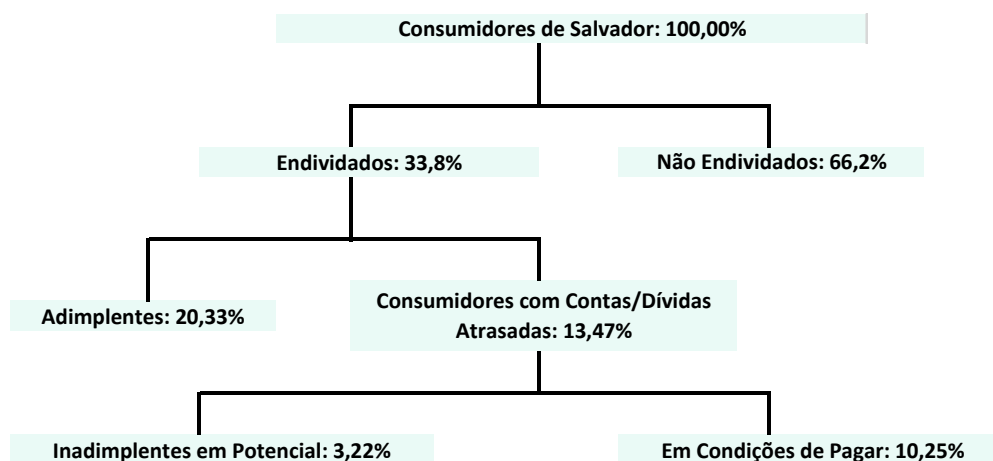 Consumidores de Salvador: 100,00%
Endividados: 33,8%
Não Endividados: 66,2%
Adimplentes: 20,33%
Consumidores com Contas/Dívidas
Atrasadas: 13,47%
Inadimplentes em Potencial: 3,22%
Em Condições de Pagar: 10,25%